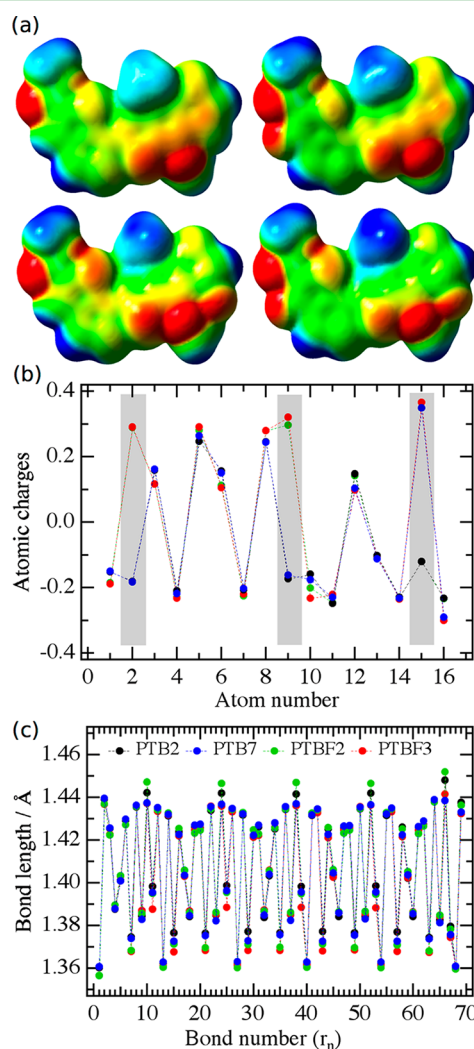 (a)
(b)
0.4
0.2
0.0
-0.2
-0.4
Atomic charges
0 2 4 6 8 10 12 14 16
Atom number
(c)
PTB2 PTB7 PTBF2 PTBF3
1.46
1.44
1.42
1.40
1.38
1.36
Bond length / Å
0 10 20 30 40 50 60 70
Bond number (rn)